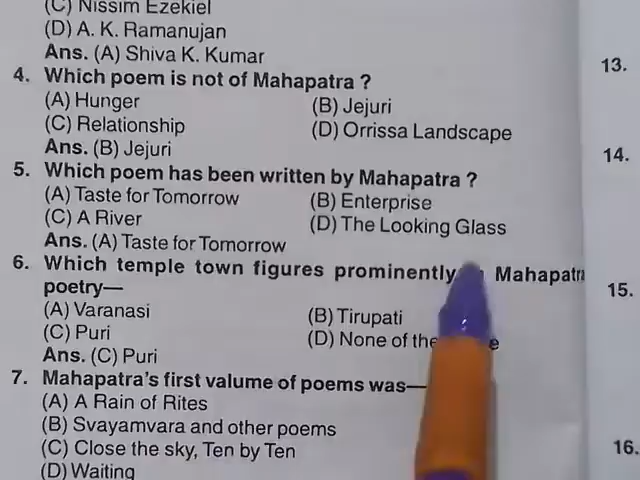 (C) Nissim Ezekiel
(D) A. K. Ramanujan
Ans. (A) Shiva K. Kumar
4. Which poem is not of Mahapatra ?
(A) Hunger (B) Jejuri
(C) Relationship (D) Orrissa Landscape
Ans. (B) Jejuri
5. Which poem has been written by Mahapatra ?
(A) Taste for Tomorrow (B) Enterprise
(C) A River (D) The Looking Glass
Ans. (A) Taste for Tomorrow
6. Which temple town figures prominently Mahapatra
poetry—
(A) Varanasi (B) Tirupati
(C) Puri (D) None of the
Ans. (C) Puri
7. Mahapatra's first valume of poems was—
(A) A Rain of Rites
(B) Svayamvara and other poems
(C) Close the sky, Ten by Ten
(D) Waiting
13.
14.
15.
16.